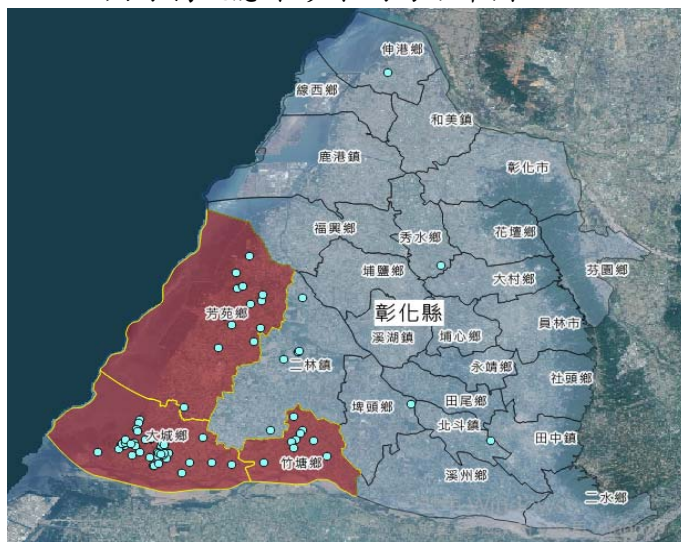 伸港鄉
線西鄉
和美鎮
鹿港鎮
彰化市
福興鄉
秀水鄉
花壇鄉
埔鹽鄉
大村鄉
芬園鄉
芳苑鄉
彰化縣
溪湖鎮
埔心鄉
員林市
二林鎮
永靖鄉
社頭鄉
埤頭鄉
田尾鄉
北斗鎮
大城鄉
田中鎮
竹塘鄉
溪州鄉
二水鄉